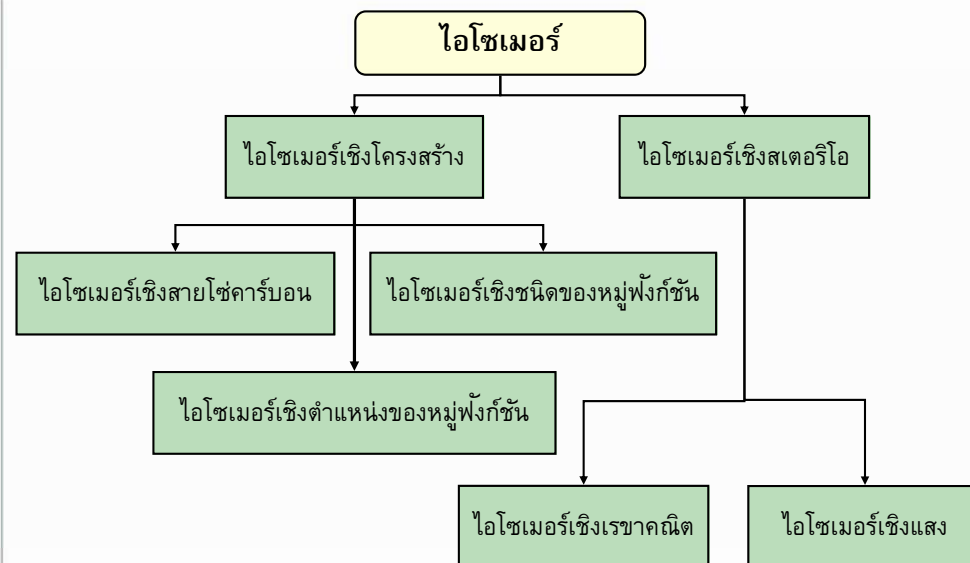 ไอโซเมอร์
ไอโซเมอร์เชิงโครงสร้าง
ไอโซเมอร์เชิงสเตอริโอ
ไอโซเมอร์เชิงสายโซ่คาร์บอน
ไอโซเมอร์เชิงชนิดของหมู่ฟังก์ชัน
ไอโซเมอร์เชิงตำแหน่งของหมู่ฟังก์ชัน
ไอโซเมอร์เชิงเรขาคณิต
ไอโซเมอร์เชิงแสง